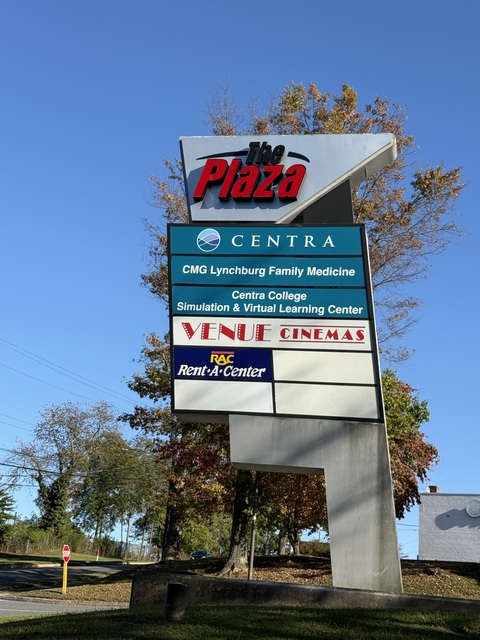 The
Plaza
CENTRA
CMG Lynchburg Family Medicine
Centra College
Simulation & Virtual Learning Center
VENUE CINEMAS
RAC
Rent-A-Center